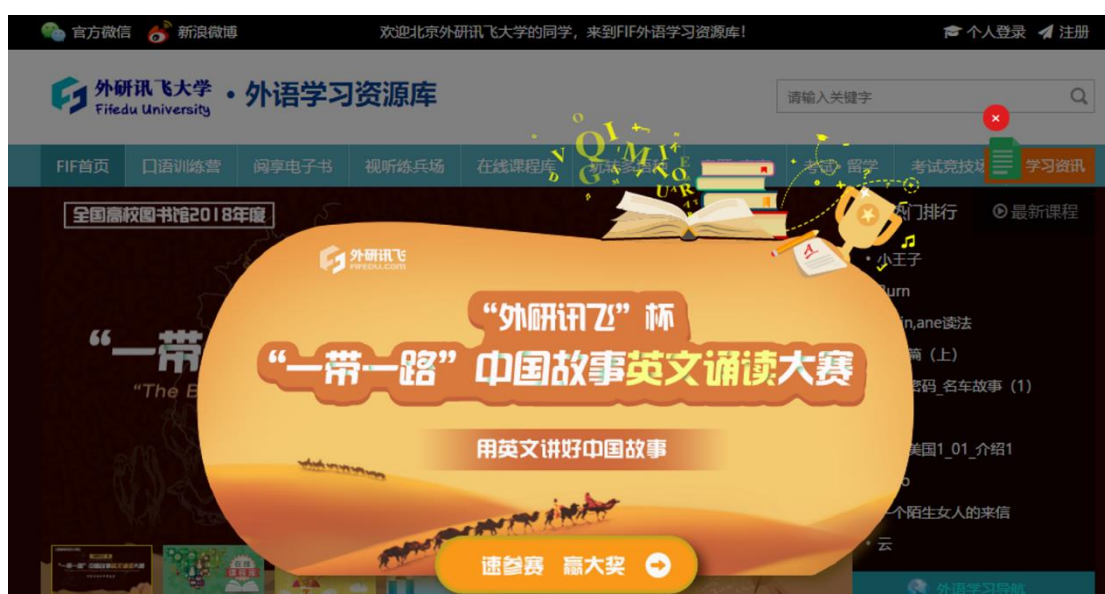 官方微信 新浪微博 欢迎北京外研讯飞大学的同学，来到FIF外语学习资源库！ 个人登录 注册
外研讯飞大学
Fifedu University
·外语学习资源库
请输入关键字
FIF首页 口语训练营 阅享电子书 视听练兵场 在线课程库 考试·留学 考试竞技场 学习资讯
全国高校图书馆2018年度
热门排行 最新课程
外研讯飞
FIFEDU.COM
·小王子
“外研讯飞”杯
in,ane读法
“一带
“一带一路”中国故事英文诵读大赛
篇（上）
密码_名车故事（1）
"The B
用英文讲好中国故事
美国1_01_介绍1
个陌生女人的来信
·云
速参赛 赢大奖
外语学习导航